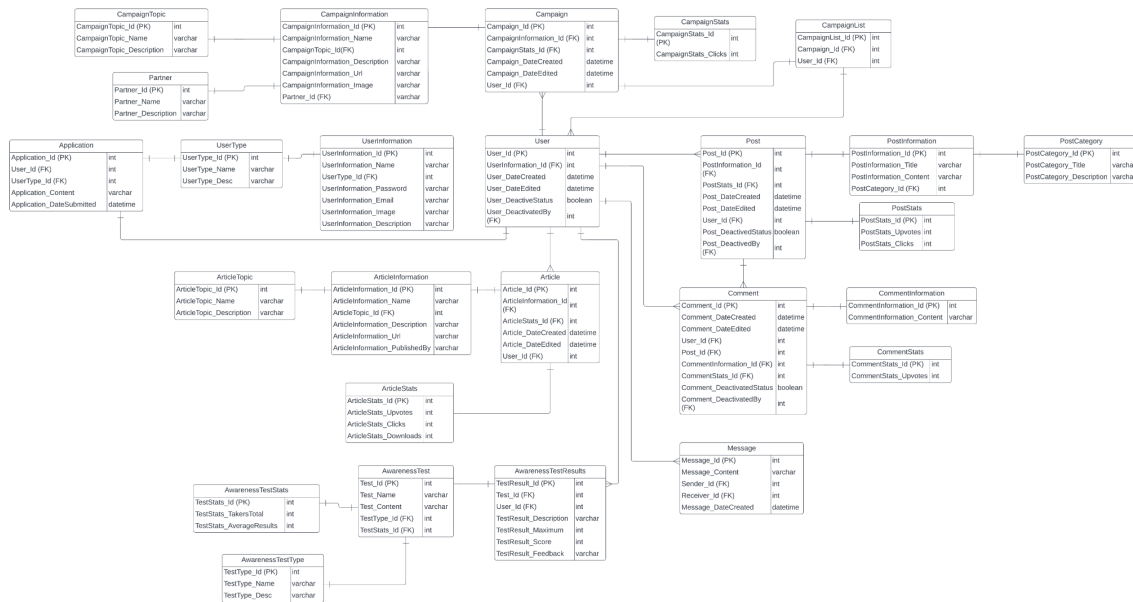 CampaignTopic
CampaignTopic_Id (PK) int
CampaignTopic_Name varchar
CampaignTopic_Description varchar
CampaignInformation
CampaignInformation_Id (PK) int
CampaignInformation_Name varchar
CampaignTopic_Id(FK) int
CampaignInformation_Description varchar
CampaignInformation_Url varchar
CampaignInformation_Image varchar
Partner_Id (FK) varchar
Campaign
Campaign_Id (PK) int
CampaignInformation_Id (FK) int
CampaignStats_Id (FK) int
Campaign_DateCreated datetime
Campaign_DateEdited datetime
User_Id (FK) int
CampaignStats
CampaignStats_Id
(PK) int
CampaignStats_Clicks int
CampaignList
CampaignList_Id (PK) int
Campaign_Id (FK) int
User_Id (FK) int
Partner
Partner_Id (PK) int
Partner_Name varchar
Partner_Description varchar
Application
Application_Id (PK) int
User_Id (FK) int
UserType_Id (FK) int
Application_Content varchar
Application_DateSubmitted datetime
UserType
UserType_Id (PK) int
UserType_Name varchar
UserType_Desc varchar
UserInformation
UserInformation_Id (PK) int
UserInformation_Name varchar
UserType_Id (FK) int
UserInformation_Password varchar
UserInformation_Email varchar
UserInformation_Image varchar
UserInformation_Description varchar
User
User_Id (PK) int
UserInformation_Id (FK) int
User_DateCreated datetime
User_DateEdited datetime
User_DeactiveStatus boolean
User_DeactivatedBy
(FK) int
Post
Post_Id (PK) int
PostInformation_Id
(FK) int
PostStats_Id (FK) int
Post_DateCreated datetime
Post_DateEdited datetime
User_Id (FK) int
Post_DeactivedStatus boolean
Post_DeactivedBy
(FK) int
PostInformation
PostInformation_Id (PK) int
PostInformation_Title varchar
PostInformation_Content varchar
PostCategory_Id (FK) int
PostCategory
PostCategory_Id (PK) int
PostCategory_Title varchar
PostCategory_Description varchar
PostStats
PostStats_Id (PK) int
PostStats_Upvotes int
PostStats_Clicks int
ArticleTopic
ArticleTopic_Id (PK) int
ArticleTopic_Name varchar
ArticleTopic_Description varchar
ArticleInformation
ArticleInformation_Id (PK) int
ArticleInformation_Name varchar
ArticleTopic_Id (FK) int
ArticleInformation_Description varchar
ArticleInformation_Url varchar
ArticleInformation_PublishedBy varchar
Article
Article_Id (PK) int
ArticleInformation_Id
(FK) int
ArticleStats_Id (FK) int
Article_DateCreated datetime
Article_DateEdited datetime
User_Id (FK) int
Comment
Comment_Id (PK) int
Comment_DateCreated datetime
Comment_DateEdited datetime
User_Id (FK) int
Post_Id (FK) int
CommentInformation_Id (FK) int
CommentStats_Id (FK) int
Comment_DeactivatedStatus boolean
Comment_DeactivatedBy
(FK) int
CommentInformation
CommentInformation_Id (PK) int
CommentInformation_Content varchar
CommentStats
CommentStats_Id (PK) int
CommentStats_Upvotes int
ArticleStats
ArticleStats_Id (PK) int
ArticleStats_Upvotes int
ArticleStats_Clicks int
ArticleStats_Downloads int
Message
Message_Id (PK) int
Message_Content varchar
Sender_Id (FK) int
Receiver_Id (FK) int
Message_DateCreated datetime
AwarenessTestStats
TestStats_Id (PK) int
TestStats_TakersTotal int
TestStats_AverageResults int
AwarenessTest
Test_Id (PK) int
Test_Name varchar
Test_Content varchar
TestType_Id (FK) int
TestStats_Id (FK) int
AwarenessTestResults
TestResult_Id (PK) int
Test_Id (FK) int
User_Id (FK) int
TestResult_Description varchar
TestResult_Maximum int
TestResult_Score int
TestResult_Feedback varchar
AwarenessTestType
TestType_Id (PK) int
TestType_Name varchar
TestType_Desc varchar